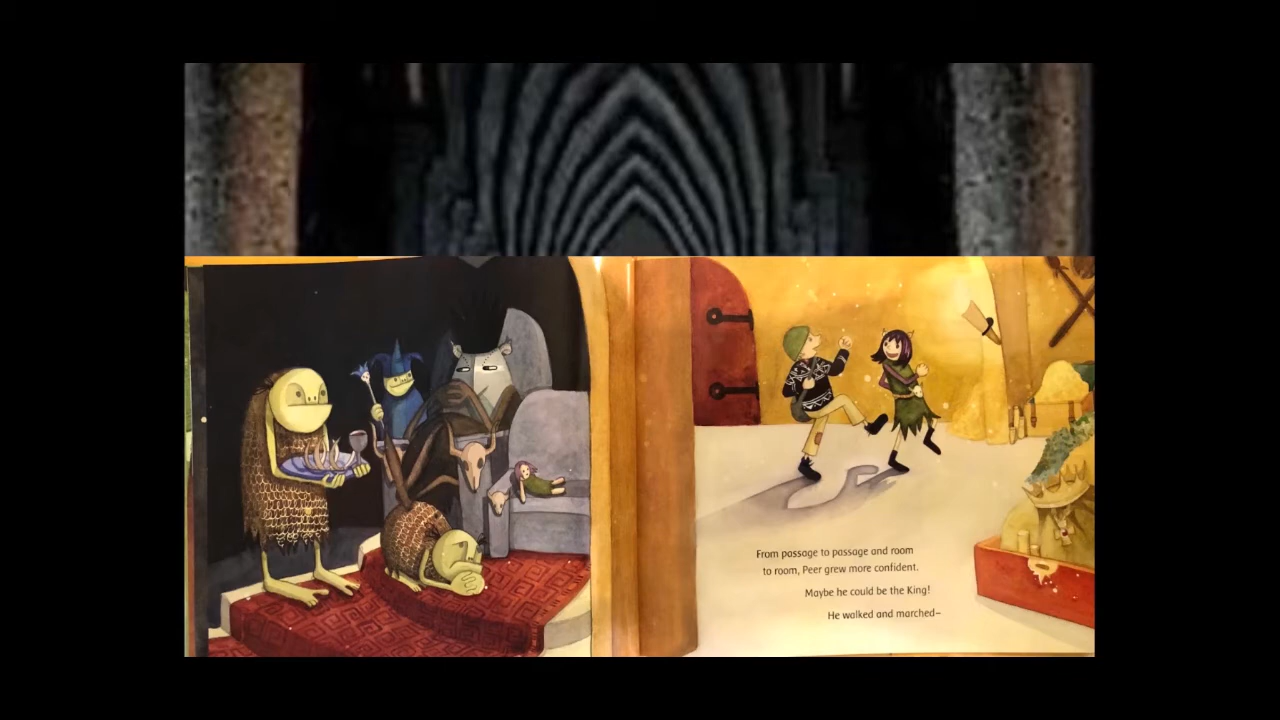 From passage to passage and room
to room, Peer grew more confident.
Maybe he could be the King!
He walked and marched–